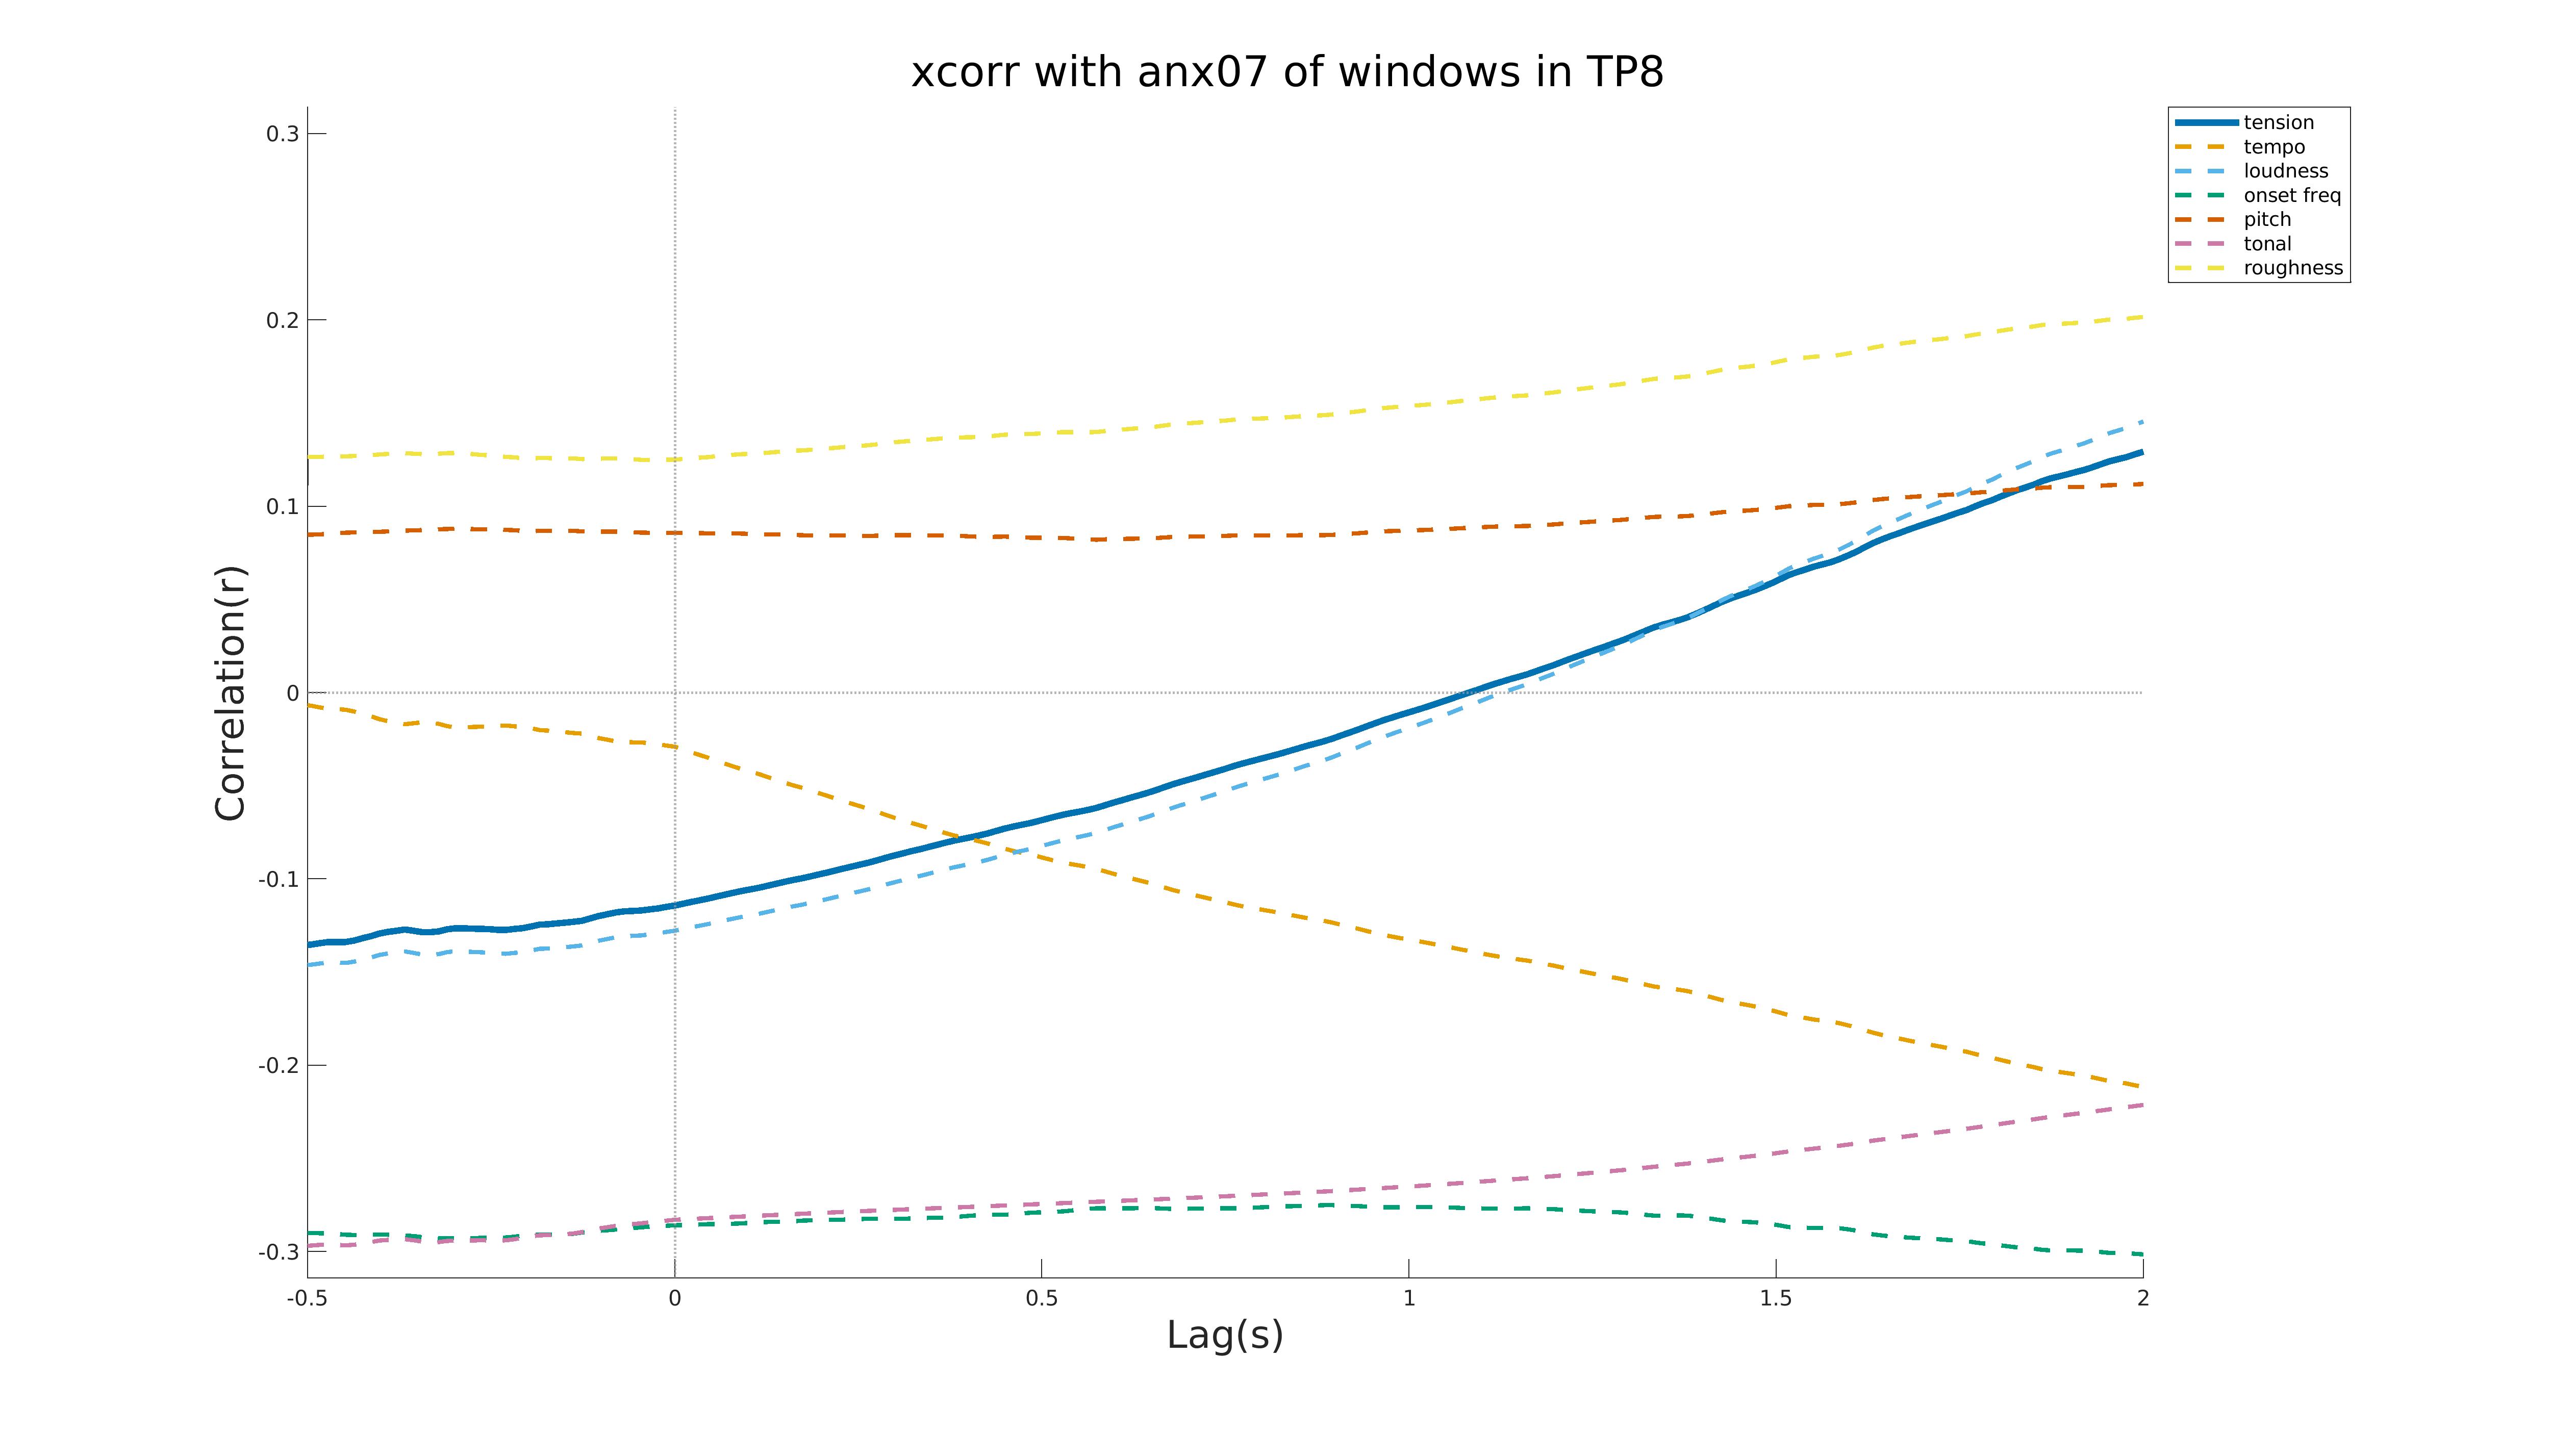 xcorr with anx07 of windows in TP8
tension
tempo
loudness
onset freq
pitch
tonal
roughness
Correlation(r)
0.3
0.2
0.1
0
-0.1
-0.2
-0.3
-0.5
0
0.5
1
1.5
2
Lag(s)